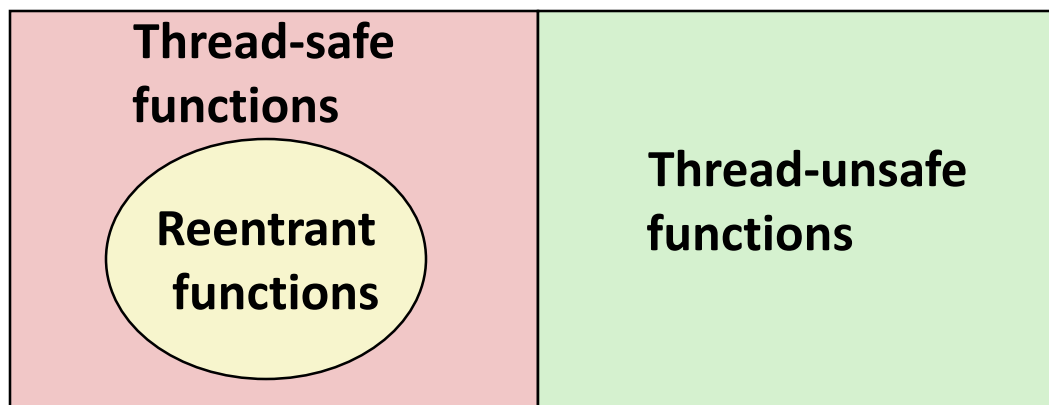 Thread-safe
functions
Reentrant
functions
Thread-unsafe
functions